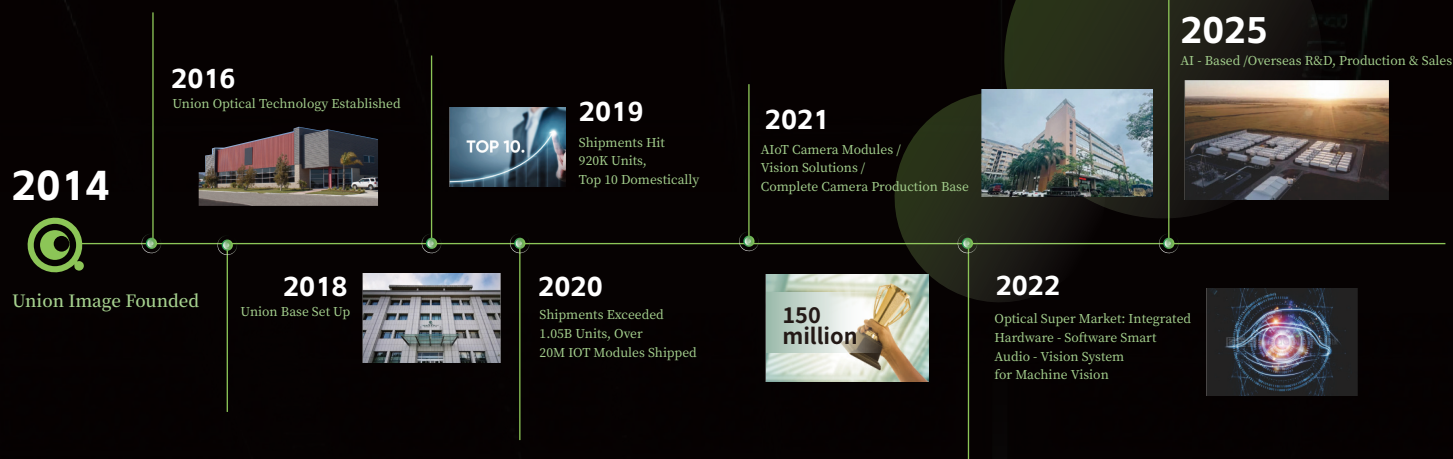 2014
Union Image Founded
2016
Union Optical Technology Established
2018
Union Base Set Up
TOP 10.
2019
Shipments Hit
920K Units,
Top 10 Domestically
2020
Shipments Exceeded
1.05B Units, Over
20M IOT Modules Shipped
150
million
2021
AIoT Camera Modules /
Vision Solutions /
Complete Camera Production Base
2022
Optical Super Market: Integrated
Hardware - Software Smart
Audio - Vision System
for Machine Vision
2025
AI - Based /Overseas R&D, Production & Sales